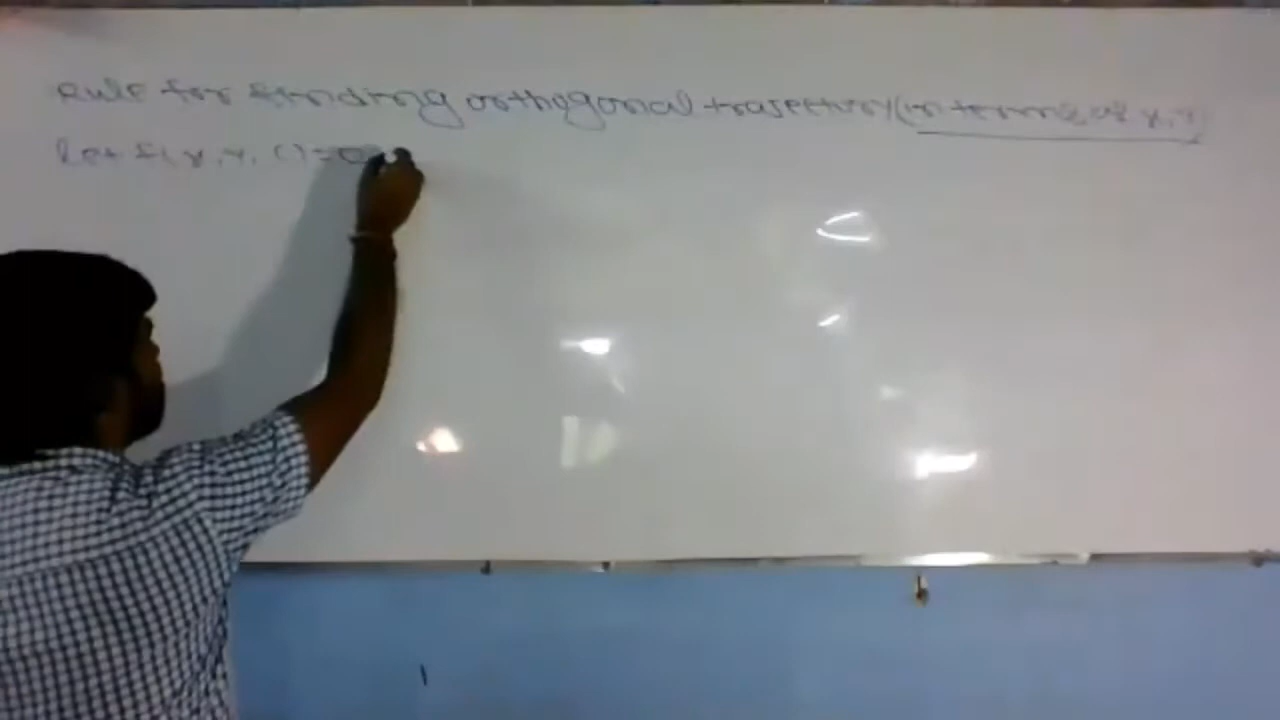 Rule for finding orthogonal trajectory (in terms of x, y)
let f(x, y, c) = 0